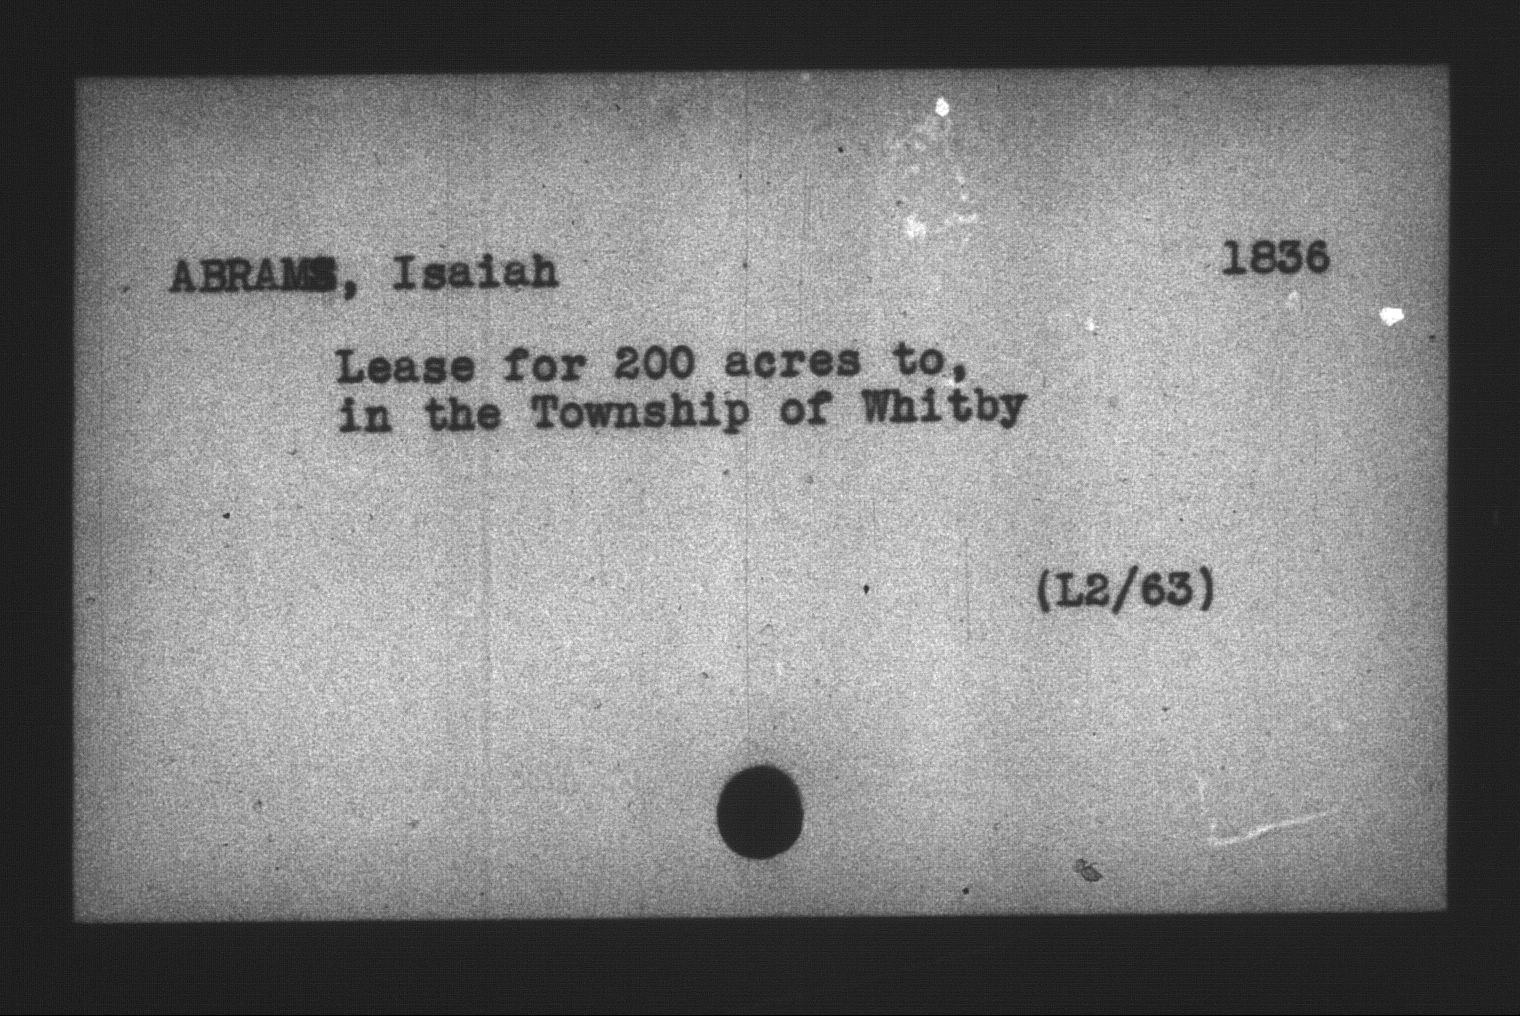 ABRAMS, Isaiah 1836
Lease for 200 acres to,
in the Township of Whitby
(L2/63)